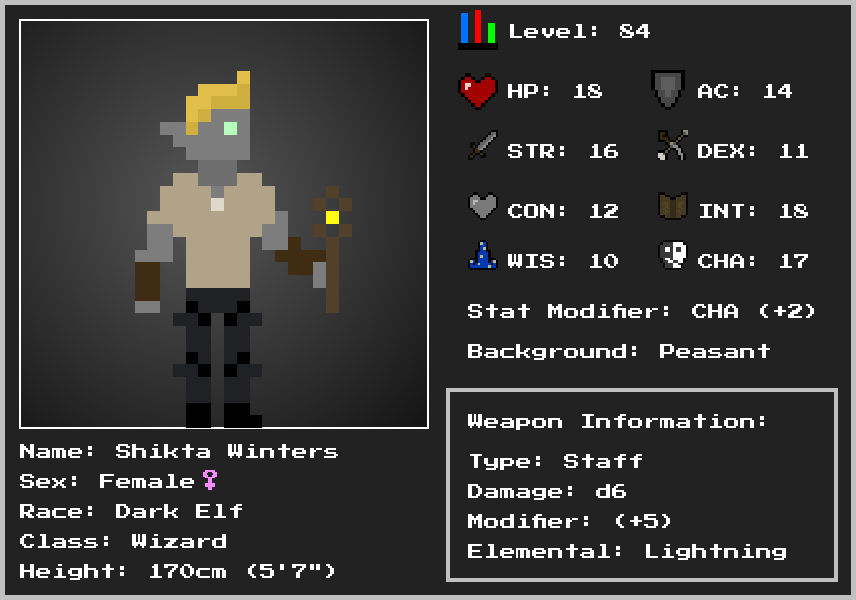 Level: 84
HP: 18
AC: 14
STR: 16
DEX: 11
CON: 12
INT: 18
WIS: 10
CHA: 17
Stat Modifier: CHA (+2)
Background: Peasant
Weapon Information:
Type: Staff
Damage: d6
Modifier: (+5)
Elemental: Lightning
Name: Shikta Winters
Sex: Female♀
Race: Dark Elf
Class: Wizard
Height: 170cm (5'7")